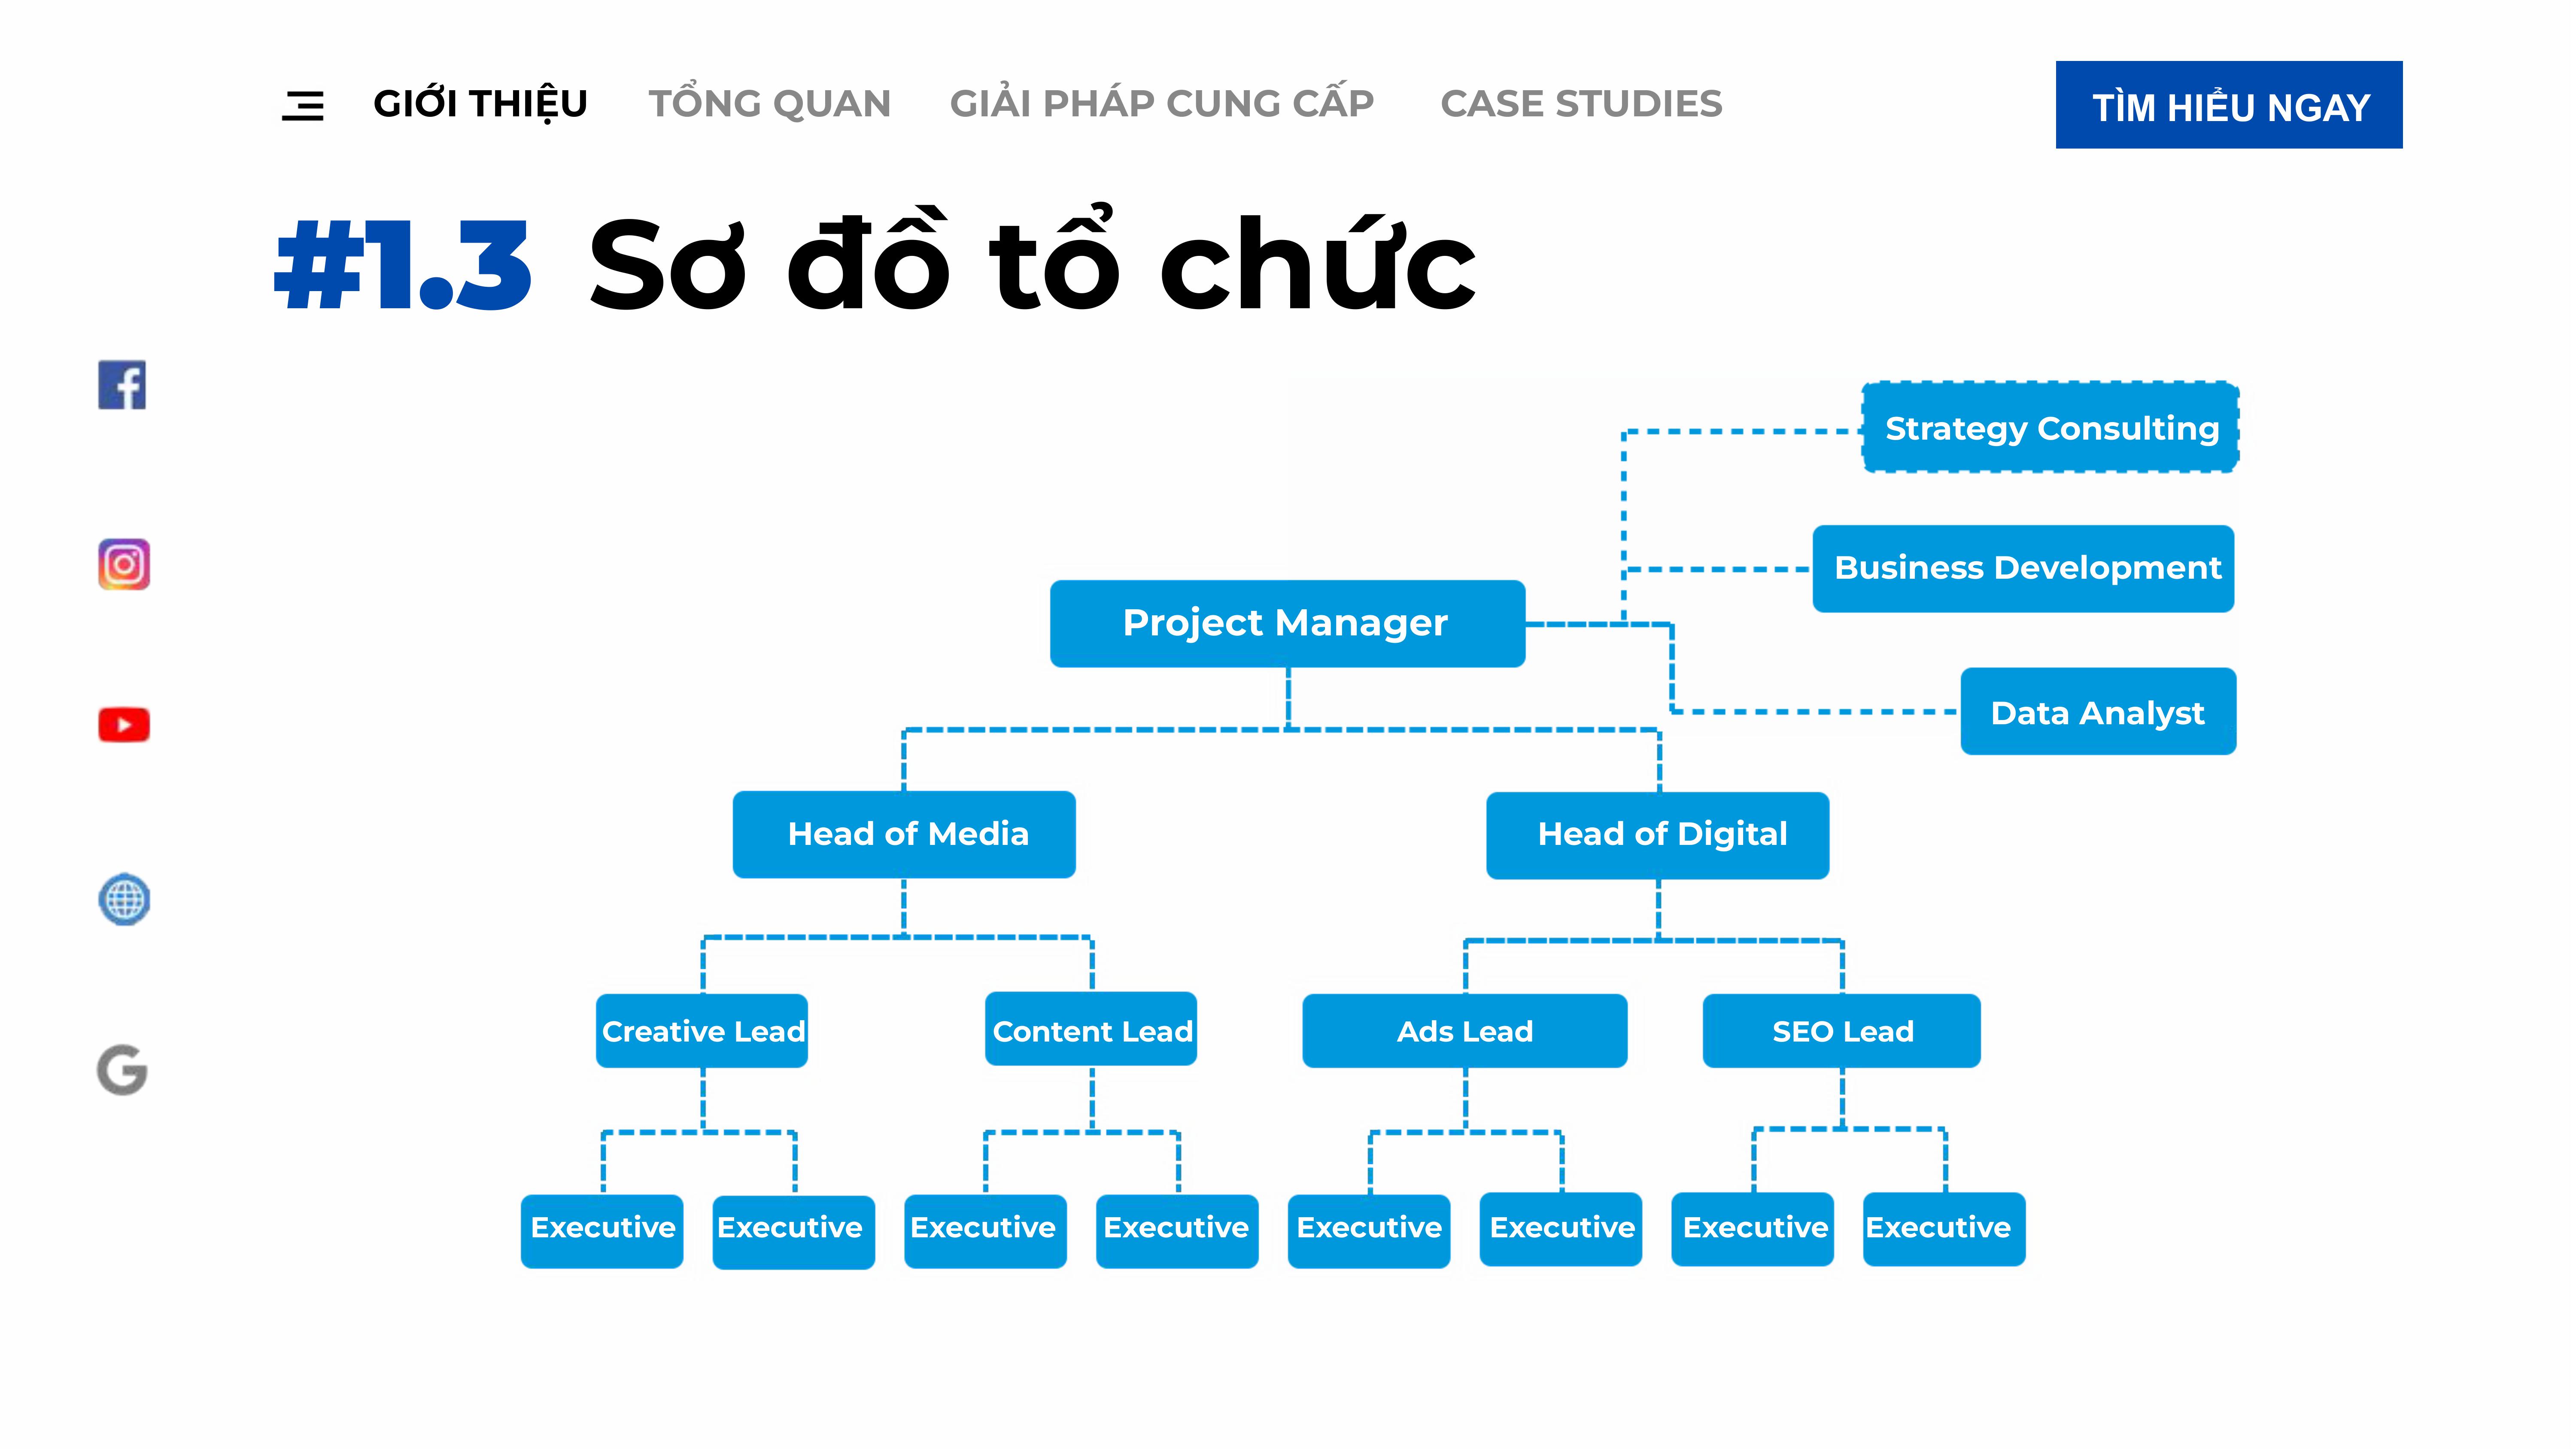 GIỚI THIỆU
TỔNG QUAN
GIẢI PHÁP CUNG CẤP
CASE STUDIES
TÌM HIỂU NGAY
#1.3 Sơ đồ tổ chức
Strategy Consulting
Business Development
Project Manager
Data Analyst
Head of Media
Head of Digital
Creative Lead
Content Lead
Ads Lead
SEO Lead
Executive
Executive
Executive
Executive
Executive
Executive
Executive
Executive